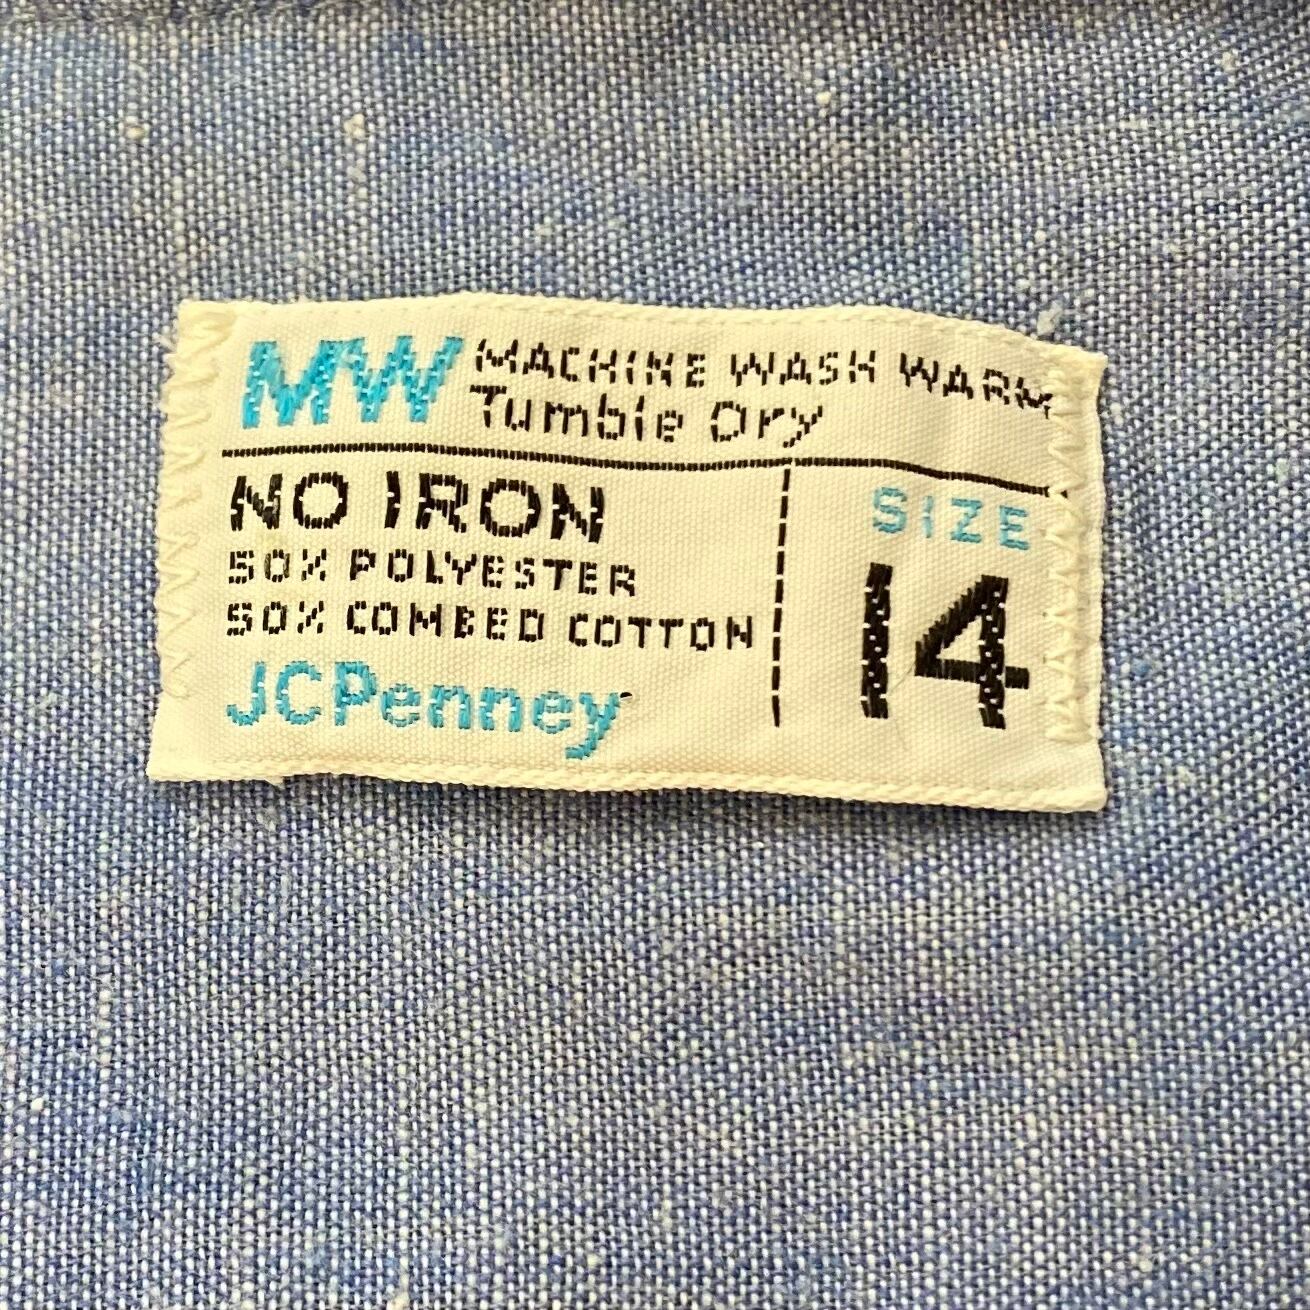 MW MACHINE WASH WARM
Tumble Dry
NO IRON
50% POLYESTER
50% COMBED COTTON
JCPenney
SIZE
14